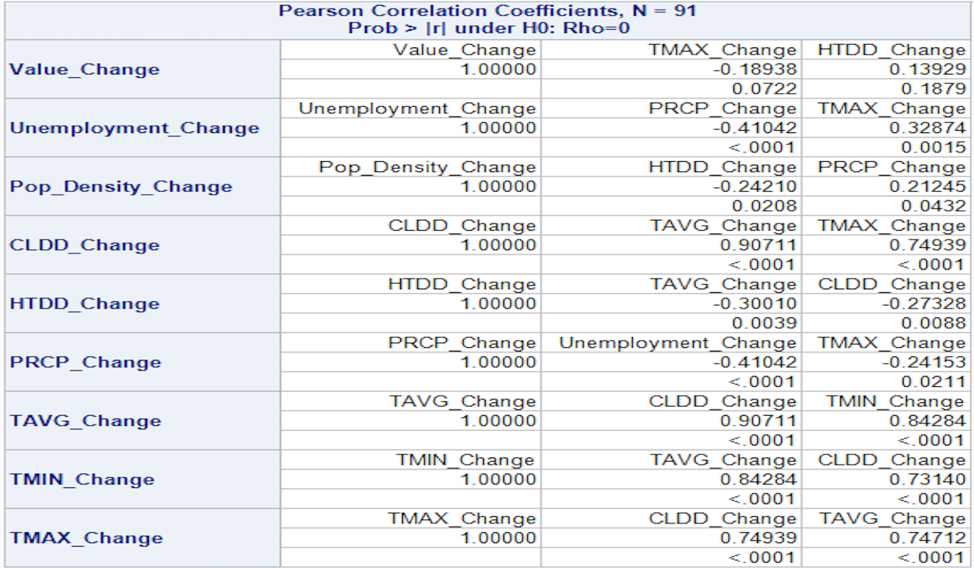 Pearson Correlation Coefficients, N = 91
Prob > |r| under H0: Rho=0
Value_Change Value_Change TMAX_Change HTDD_Change
1.00000 -0.18938 0.13929
0.0722 0.1879
Unemployment_Change Unemployment_Change PRCP_Change TMAX_Change
1.00000 -0.41042 0.32874
<.0001 0.0015
Pop_Density_Change Pop_Density_Change HTDD_Change PRCP_Change
1.00000 -0.24210 0.21245
0.0208 0.0432
CLDD_Change CLDD_Change TAVG_Change TMAX_Change
1.00000 0.90711 0.74939
<.0001 <.0001
HTDD_Change HTDD_Change TAVG_Change CLDD_Change
1.00000 -0.30010 -0.27328
0.0039 0.0088
PRCP_Change PRCP_Change Unemployment_Change TMAX_Change
1.00000 -0.41042 -0.24153
<.0001 0.0211
TAVG_Change TAVG_Change CLDD_Change TMIN_Change
1.00000 0.90711 0.84284
<.0001 <.0001
TMIN_Change TMIN_Change TAVG_Change CLDD_Change
1.00000 0.84284 0.73140
<.0001 <.0001
TMAX_Change TMAX_Change CLDD_Change TAVG_Change
1.00000 0.74939 0.74712
<.0001 <.0001